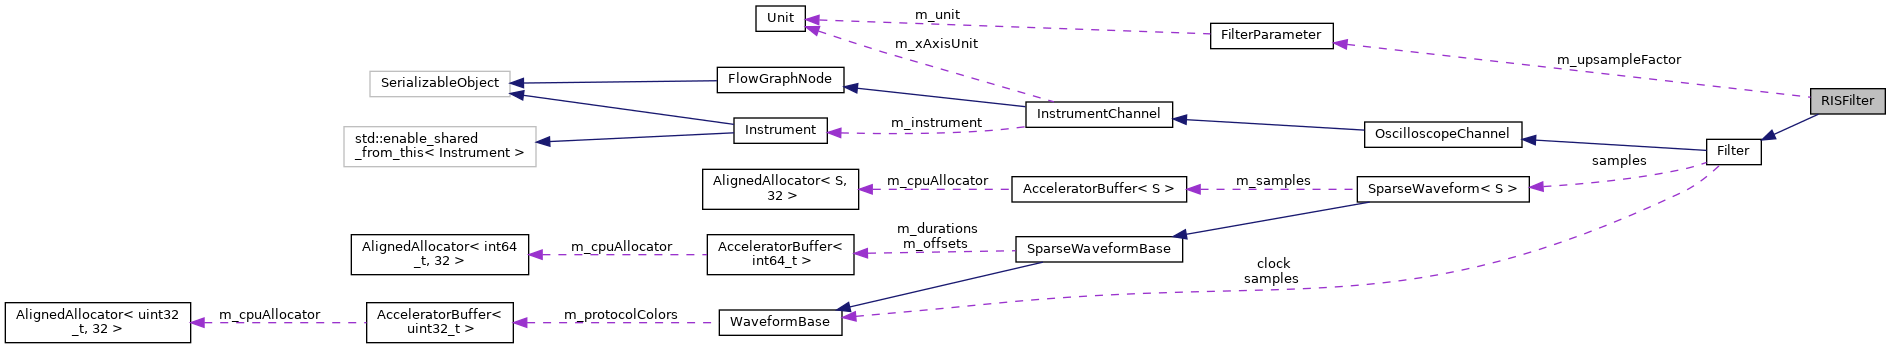 Unit
m_unit
FilterParameter
m_xAxisUnit
m_upsampleFactor
SerializableObject
FlowGraphNode
RISFilter
InstrumentChannel
m_instrument
Instrument
std::enable_shared
_from_this< Instrument >
OscilloscopeChannel
Filter
samples
AlignedAllocator< S,
32 >
m_cpuAllocator
AcceleratorBuffer< S >
m_samples
SparseWaveform< S >
m_durations
m_offsets
AlignedAllocator< int64
_t, 32 >
m_cpuAllocator
AcceleratorBuffer<
int64_t >
SparseWaveformBase
clock
samples
AlignedAllocator< uint32
_t, 32 >
m_cpuAllocator
AcceleratorBuffer<
uint32_t >
m_protocolColors
WaveformBase